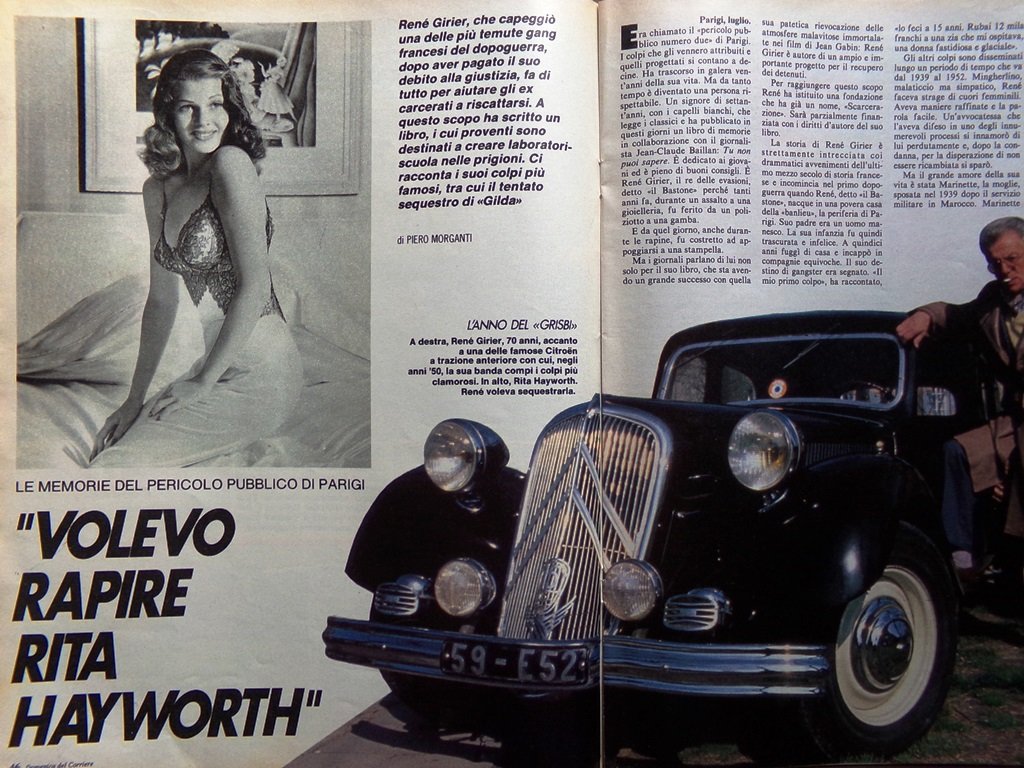 René Girier, che capeggiò
una delle più temute gang
francesi del dopoguerra,
dopo aver pagato il suo
debito alla giustizia, fa di
tutto per aiutare gli ex
carcerati a riscattarsi. A
questo scopo ha scritto un
libro, i cui proventi sono
destinati a creare laboratori-
scuola nelle prigioni. Ci
racconta i suoi colpi più
famosi, tra cui il tentato
sequestro di «Gilda»
di PIERO MORGANTI
L'ANNO DEL «GRISBI»
A destra, René Girier, 70 anni, accanto
a una delle famose Citroën
a trazione anteriore con cui, negli
anni '50, la sua banda compì i colpi più
clamorosi. In alto, Rita Hayworth.
René voleva sequestrarla.
LE MEMORIE DEL PERICOLO PUBBLICO DI PARIGI
"VOLEVO
RAPIRE
RITA
HAYWORTH"
46 Domenica del Corriere
Parigi, luglio.
Era chiamato il «pericolo pub-
blico numero due» di Parigi.
I colpi che gli vennero attribuiti e
quelli progettati si contano a de-
cine. Ha trascorso in galera ven-
t'anni della sua vita. Ma da tanto
tempo è diventato una persona ri-
spettabile. Un signore di settan-
t'anni, con i capelli bianchi, che
legge i classici e ha pubblicato in
questi giorni un libro di memorie
in collaborazione con il giornali-
sta Jean-Claude Baillan: Tu non
puoi sapere. È dedicato ai giova-
ni ed è pieno di buoni consigli. È
René Girier, il re delle evasioni,
detto «il Bastone» perché tanti
anni fa, durante un assalto a una
gioielleria, fu ferito da un poli-
ziotto a una gamba.
E da quel giorno, anche duran-
te le rapine, fu costretto ad ap-
poggiarsi a una stampella.
Ma i giornali parlano di lui non
solo per il suo libro, che sta aven-
do un grande successo con quella
sua patetica rievocazione delle
atmosfere malavitose immortala-
te nei film di Jean Gabin: René
Girier è autore di un ampio e im-
portante progetto per il recupero
dei detenuti.
Per raggiungere questo scopo
René ha istituito una fondazione
che ha già un nome, «Scarcera-
zione». Sarà parzialmente finan-
ziata con i diritti d'autore del suo
libro.
La storia di René Girier è
strettamente intrecciata coi
drammatici avvenimenti dell'ulti-
mo mezzo secolo di storia france-
se e incomincia nel primo dopo-
guerra quando René, detto «il Ba-
stone», nacque in una povera casa
della «banlieu», la periferia di Pa-
rigi. Suo padre era un uomo ma-
nesco. La sua infanzia fu quindi
trascurata e infelice. A quindici
anni fuggì di casa e incappò in
compagnie equivoche. Il suo de-
stino di gangster era segnato. «Il
mio primo colpo», ha raccontato,
«lo feci a 15 anni. Rubai 12 mila
franchi a una zia che mi ospitava,
una donna fastidiosa e glaciale».
Gli altri colpi sono disseminati
lungo un periodo di tempo che va
dal 1939 al 1952. Mingherlino,
malaticcio ma simpatico, René
faceva strage di cuori femminili.
Aveva maniere raffinate e la pa-
rola facile. Un'avvocatessa che
l'aveva difeso in uno degli innu-
merevoli processi si innamorò di
lui perdutamente e, dopo la con-
danna, per la disperazione di non
essere ricambiata si sparò.
Ma il grande amore della sua
vita è stata Marinette, la moglie,
sposata nel 1939 dopo il servizio
militare in Marocco. Marinette
59-E52